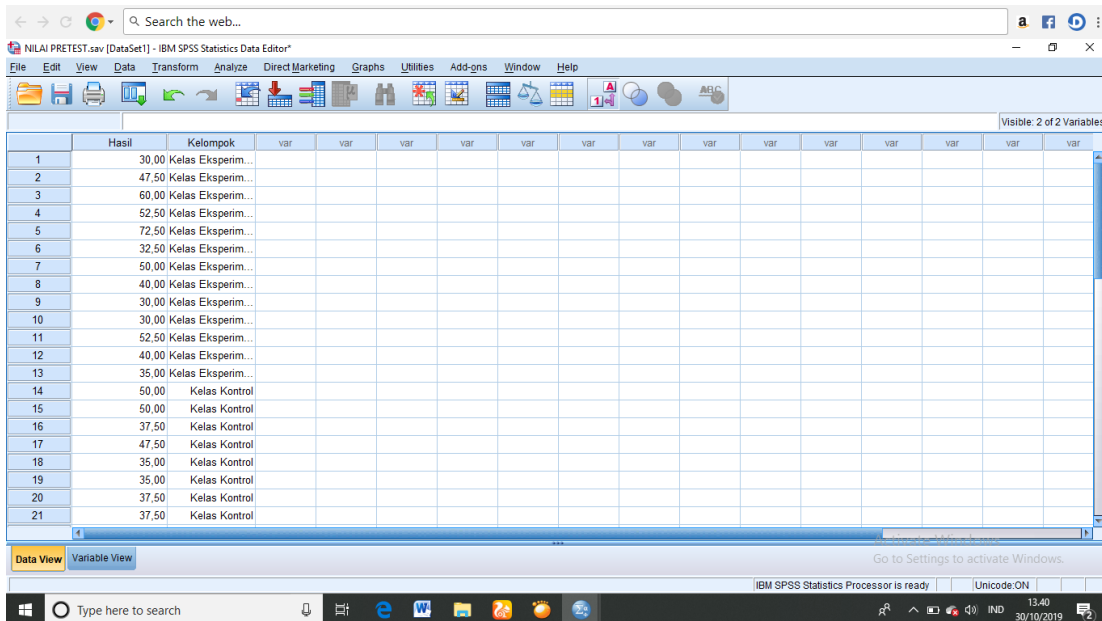 Search the web...
NILAI PRETEST.sav [DataSet1] - IBM SPSS Statistics Data Editor*
File Edit View Data Transform Analyze Direct Marketing Graphs Utilities Add-ons Window Help
Visible: 2 of 2 Variables
Hasil Kelompok var var var var var var var var var var var var var var
1 30,00 Kelas Eksperim...
2 47,50 Kelas Eksperim...
3 60,00 Kelas Eksperim...
4 52,50 Kelas Eksperim...
5 72,50 Kelas Eksperim...
6 32,50 Kelas Eksperim...
7 50,00 Kelas Eksperim...
8 40,00 Kelas Eksperim...
9 30,00 Kelas Eksperim...
10 30,00 Kelas Eksperim...
11 52,50 Kelas Eksperim...
12 40,00 Kelas Eksperim...
13 35,00 Kelas Eksperim...
14 50,00 Kelas Kontrol
15 50,00 Kelas Kontrol
16 37,50 Kelas Kontrol
17 47,50 Kelas Kontrol
18 35,00 Kelas Kontrol
19 35,00 Kelas Kontrol
20 37,50 Kelas Kontrol
21 37,50 Kelas Kontrol
Data View Variable View
Go to Settings to activate Windows.
IBM SPSS Statistics Processor is ready Unicode:ON
Type here to search IND 13.40
30/10/2019